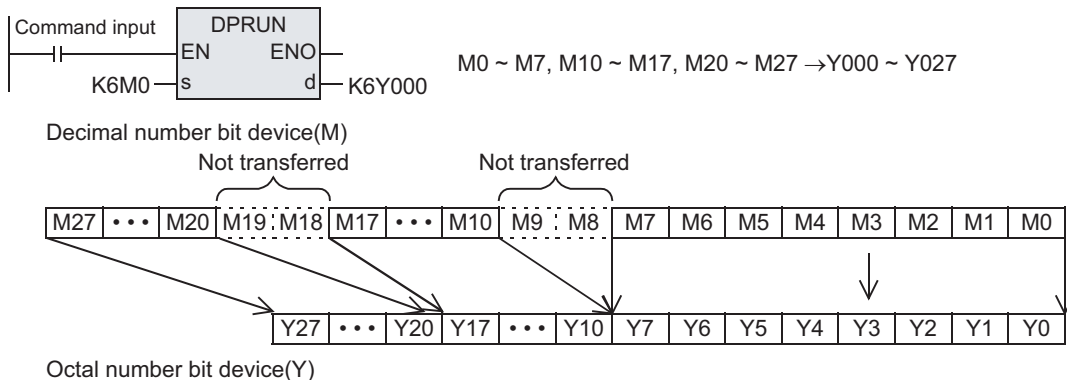 Command input
DPRUN
EN ENO
K6M0 s d K6Y000
M0 ~ M7, M10 ~ M17, M20 ~ M27 →Y000 ~ Y027
Decimal number bit device(M)
Not transferred Not transferred
M27 ••• M20 M19 M18 M17 ••• M10 M9 M8 M7 M6 M5 M4 M3 M2 M1 M0
Y27 ••• Y20 Y17 ••• Y10 Y7 Y6 Y5 Y4 Y3 Y2 Y1 Y0
Octal number bit device(Y)